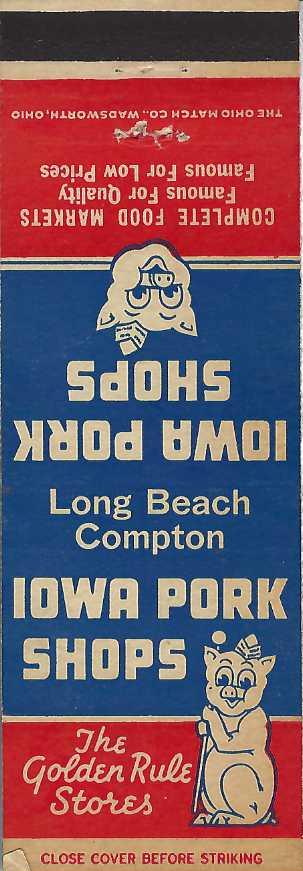 THE OHIO MATCH CO., WADSWORTH, OHIO
COMPLETE FOOD MARKETS
Famous For Quality
Famous For Low Prices
IOWA PORK
SHOPS
Long Beach
Compton
IOWA PORK
SHOPS
The
Golden Rule
Stores
CLOSE COVER BEFORE STRIKING